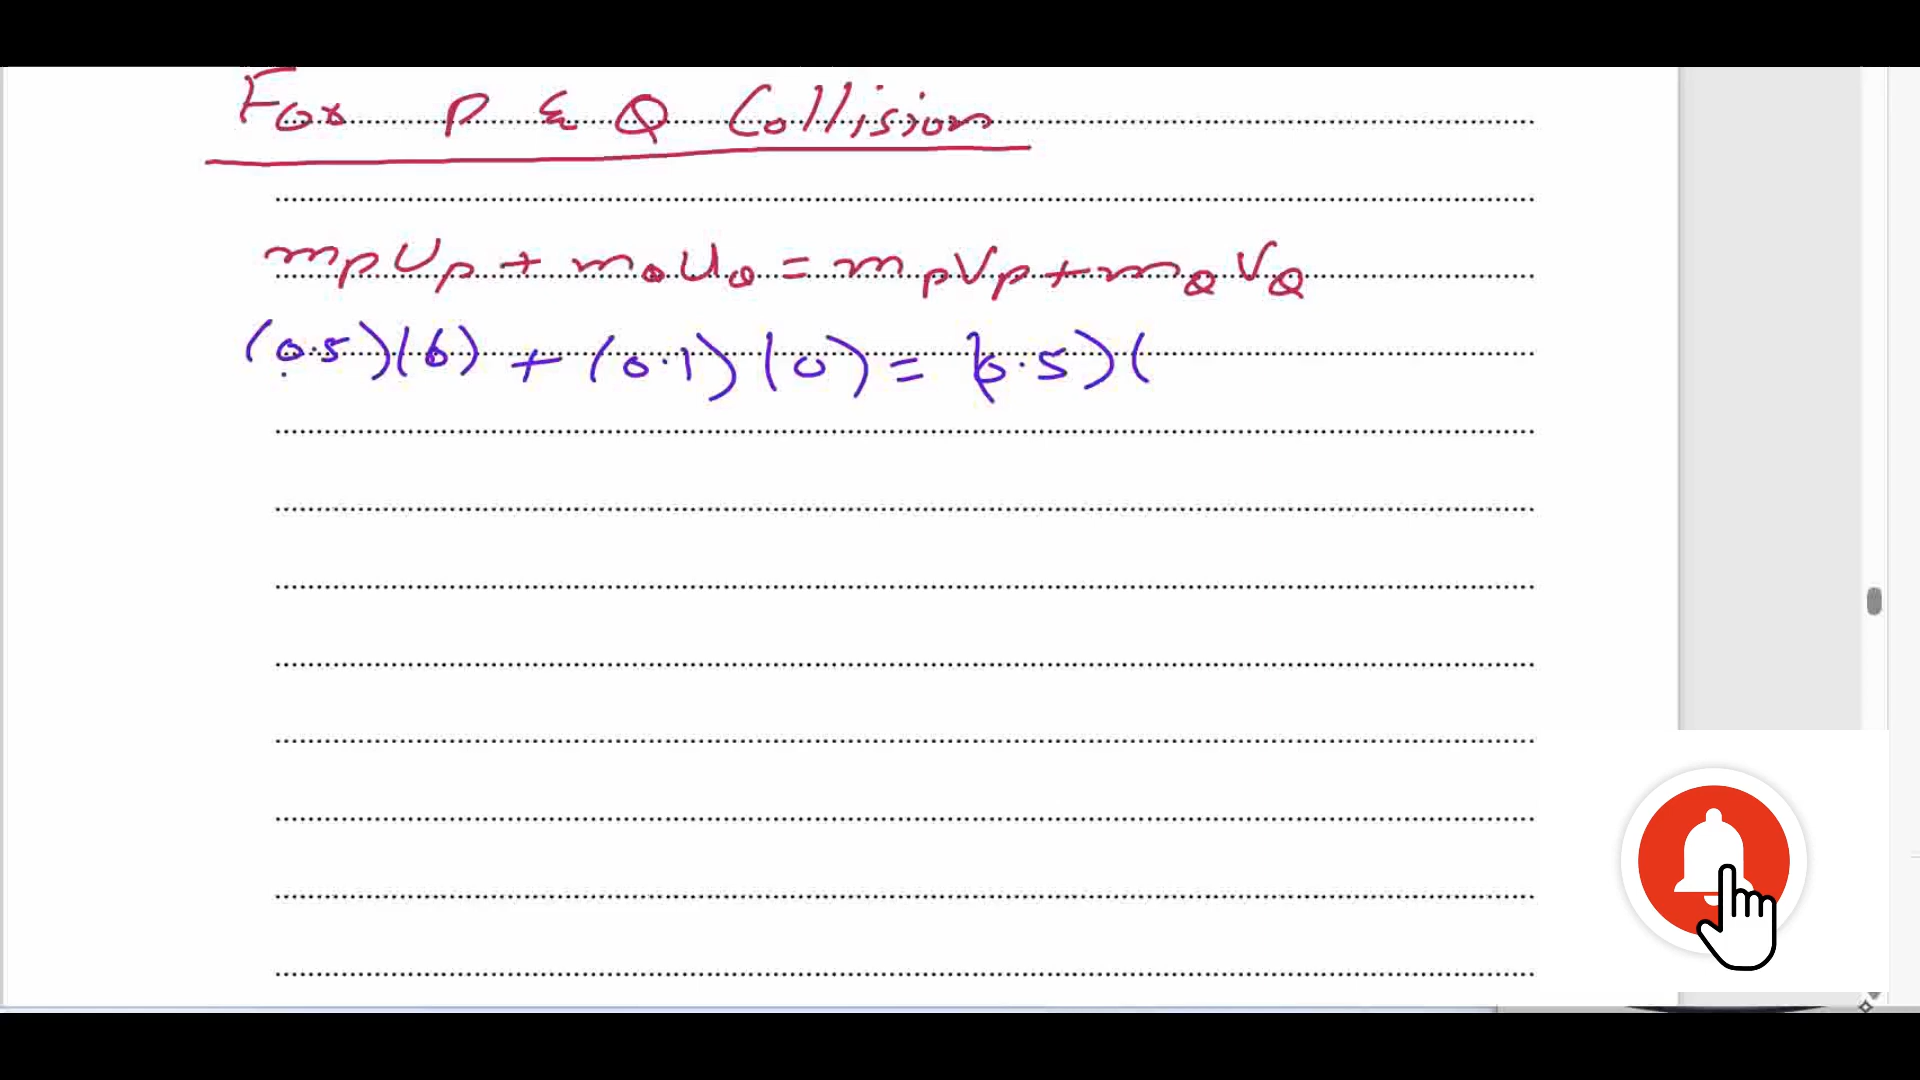 For P & Q Collision
mpUp + mQUQ = mpVp + mQVQ
(0.5)(6) + (0.1)(0) = (0.5)(